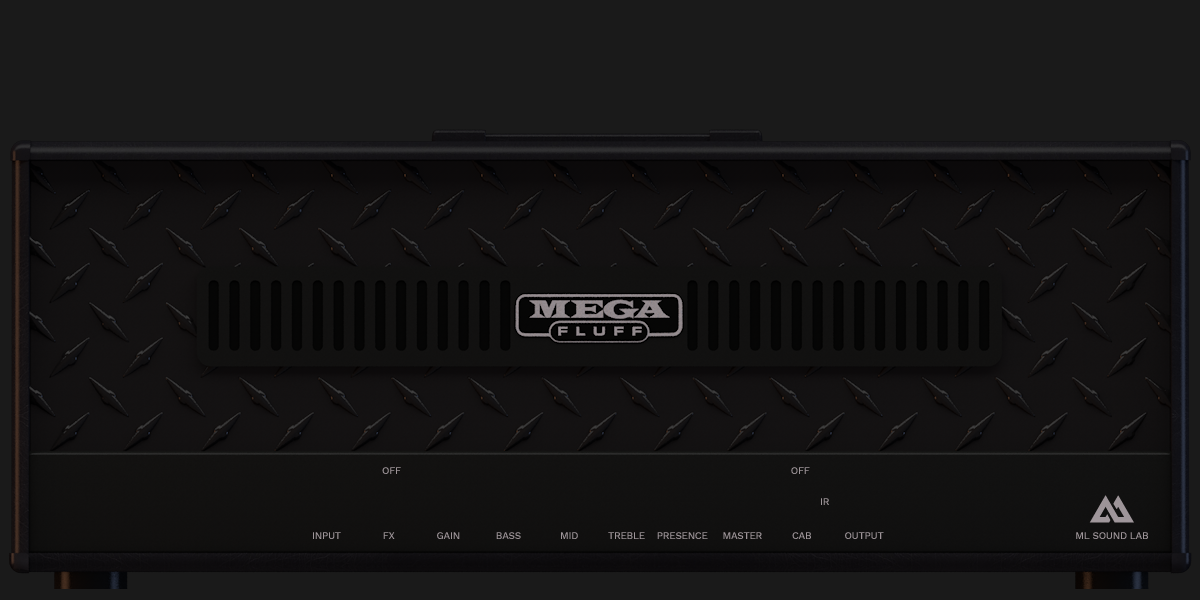 MEGA
FLUFF
OFF OFF
IR
INPUT FX GAIN BASS MID TREBLE PRESENCE MASTER CAB OUTPUT
ML SOUND LAB